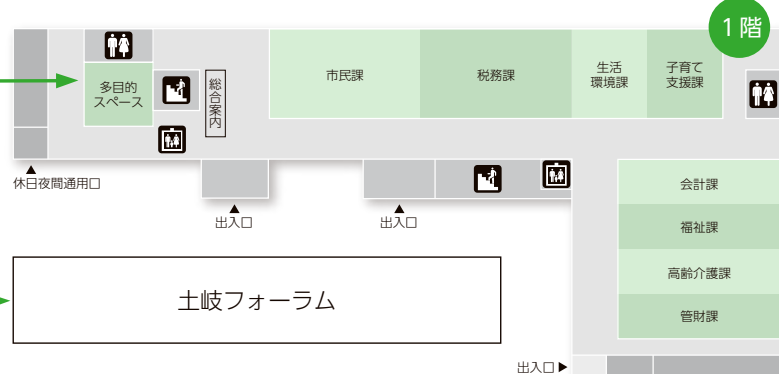 1階
多目的
スペース
総合案内
市民課
税務課
生活
環境課
子育て
支援課
休日夜間通用口
出入口
出入口
会計課
福祉課
高齢介護課
管財課
土岐フォーラム
出入口▶